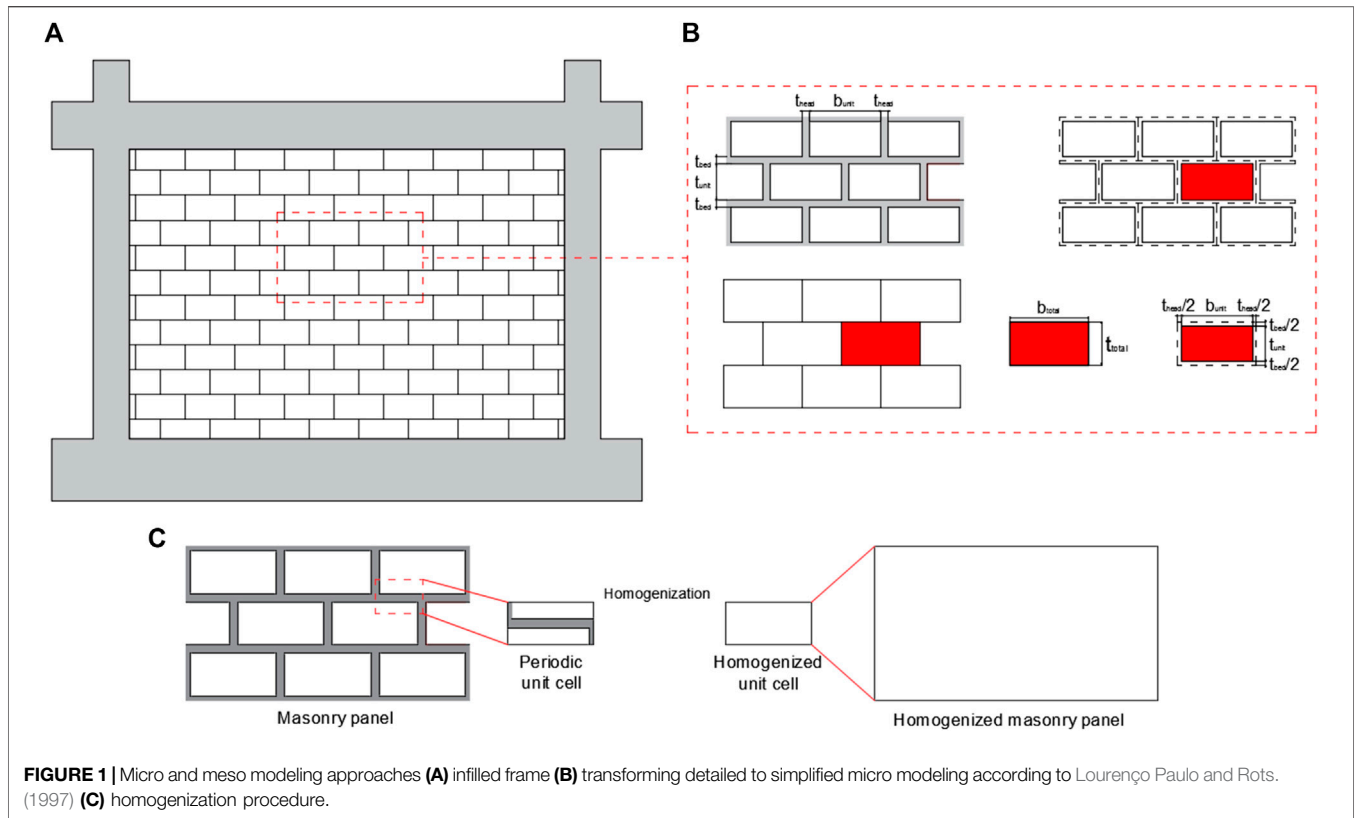 A
B
t_head b_unit t_head
t_bed
t_unit
t_bed
b_total
t_total
t_head/2 b_unit t_head/2
t_bed/2
t_unit
t_bed/2
C
Homogenization
Periodic
unit cell
Homogenized
unit cell
Masonry panel
Homogenized masonry panel
FIGURE 1 | Micro and meso modeling approaches (A) infilled frame (B) transforming detailed to simplified micro modeling according to Lourenço Paulo and Rots.
(1997) (C) homogenization procedure.